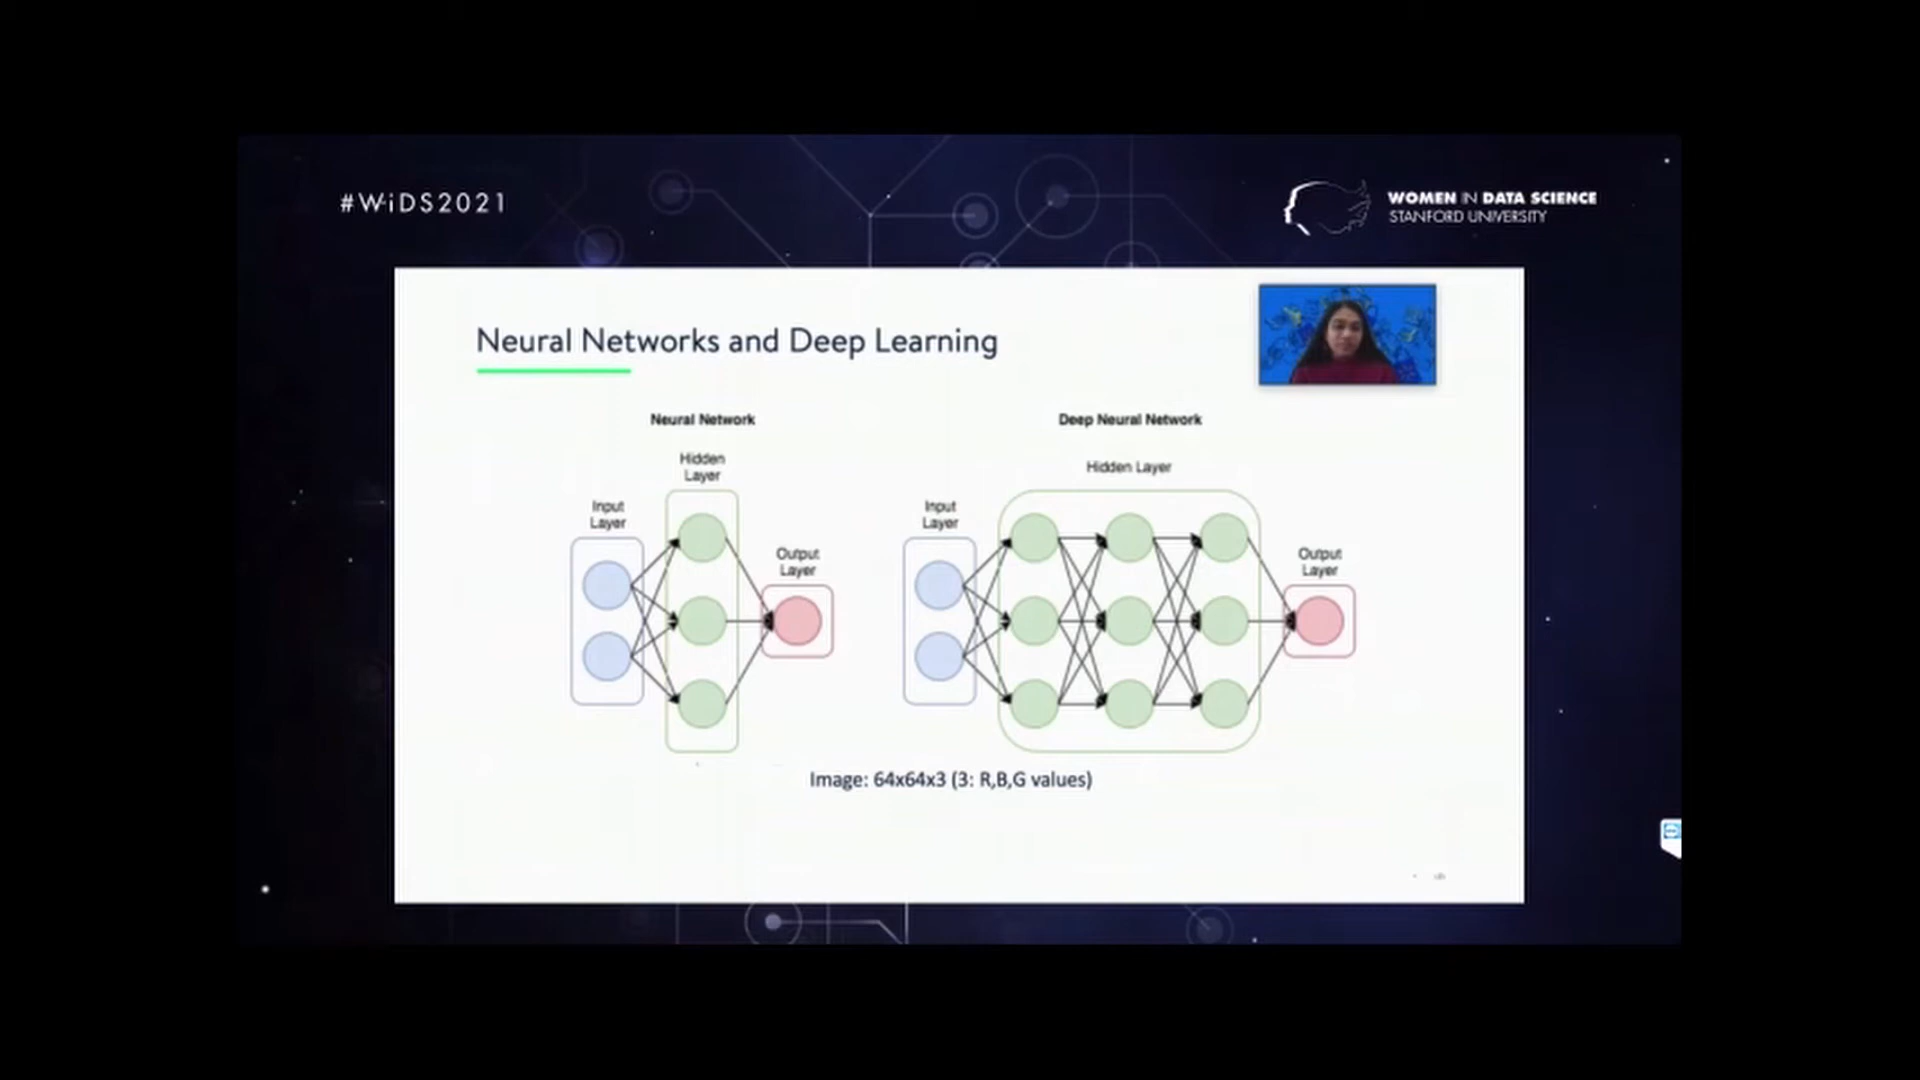 #WiDS2021
WOMEN IN DATA SCIENCE
STANFORD UNIVERSITY
Neural Networks and Deep Learning
Neural Network
Hidden
Layer
Input
Layer
Output
Layer
Deep Neural Network
Hidden Layer
Input
Layer
Output
Layer
Image: 64x64x3 (3: R,B,G values)